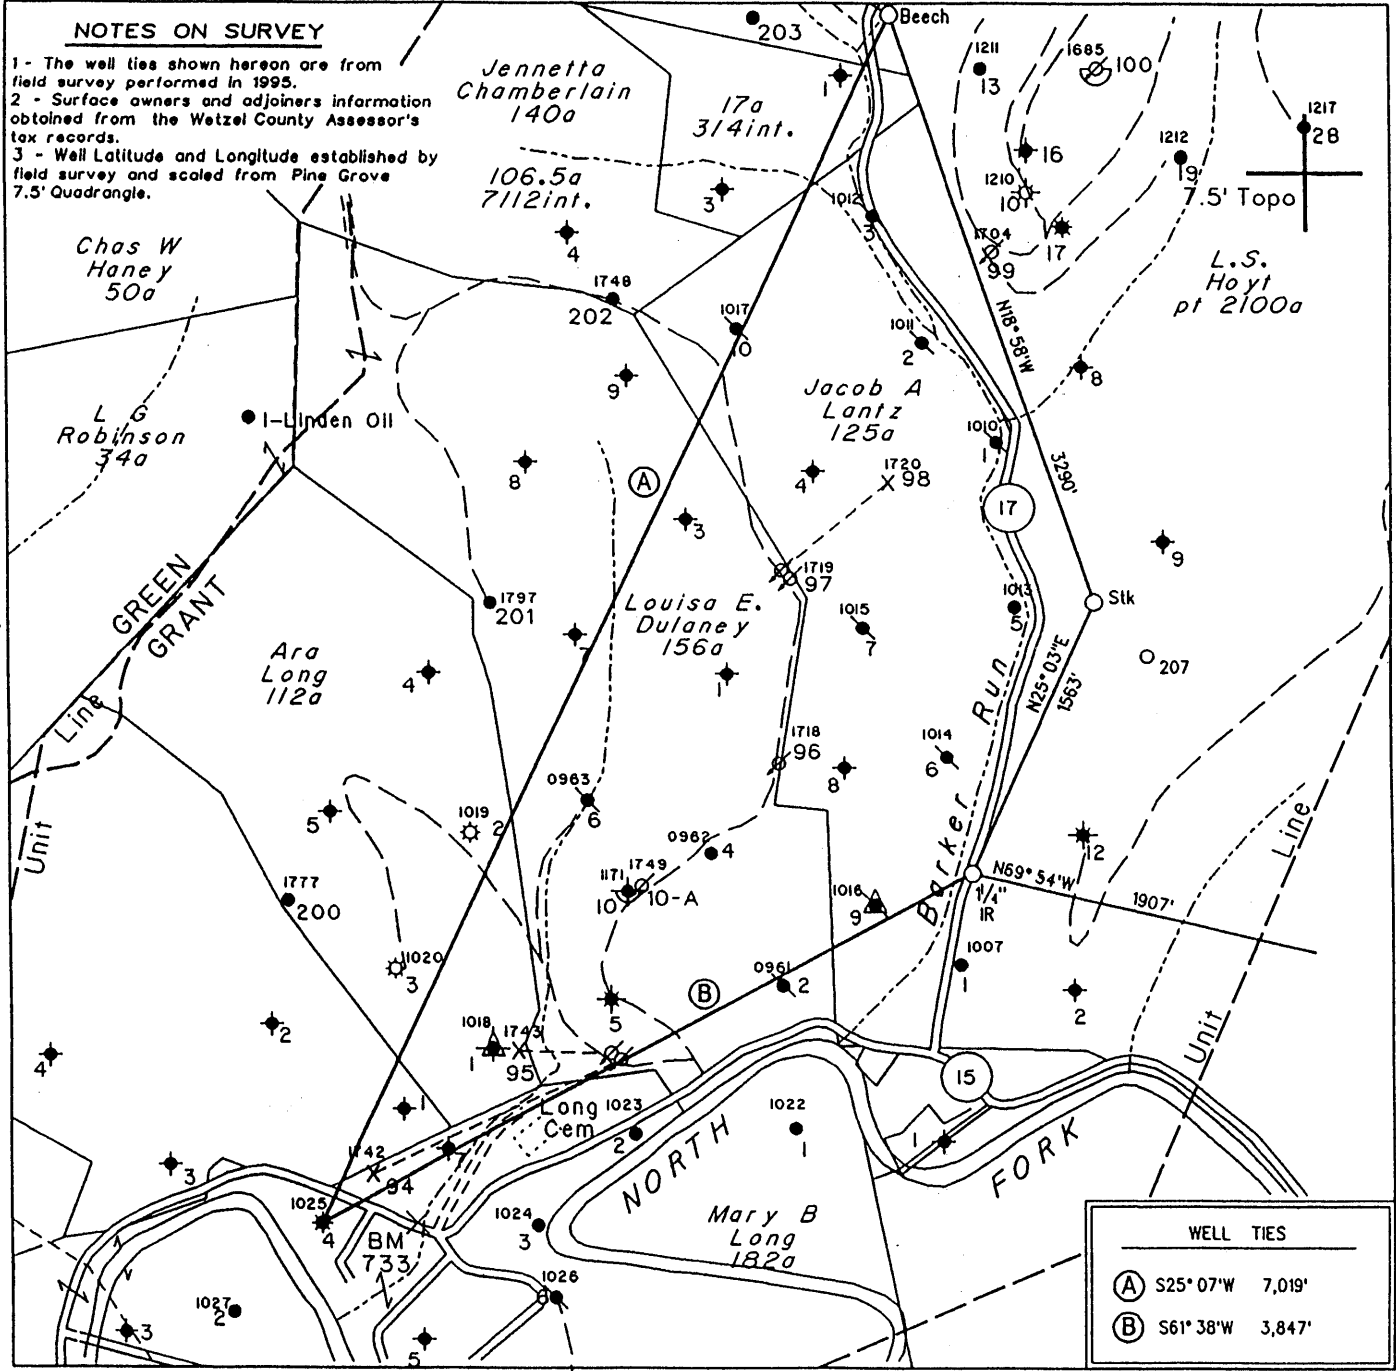 NOTES ON SURVEY
1 - The well ties shown hereon are from
field survey performed in 1995.
2 - Surface owners and adjoiners information
obtained from the Wetzel County Assessor's
tax records.
3 - Well Latitude and Longitude established by
field survey and scaled from Pine Grove
7.5' Quadrangle.
203
Beech
1
1211
13
1685
100
1217
28
Jennetta
Chamberlain
140a
17a
3/4int.
106.5a
7/12int.
3
4
1012
3
16
1210
10
17
1704
99
1212
19
7.5' Topo
L.S.
Hoyt
pt 2100a
Chas W
Haney
50a
1748
202
1017
10
1011
2
N18° 58'W
3290'
8
9
Jacob A
Lantz
125a
L G
Robinson
34a
1-Linden Oil
8
A
1010
1
4
1720
98
17
3
9
1719
97
GREEN
GRANT
1797
201
Louisa E.
Dulaney
156a
7
1015
7
1013
5
Stk
207
Ara
Long
112a
4
1
N25° 03"E
1563'
Barker Run
Line
Unit
1718
96
1014
6
8
0963
6
5
1019
2
0962
4
12
Line
Unit
1777
200
1171
10
1749
10-A
1016
9
N69° 54'W
1907'
1/4"
IR
1020
3
B
0961
2
1007
1
2
5
2
4
1018
1
1743
95
15
1
Long
Cem
1023
2
1022
1
1
NORTH
FORK
3
1742
94
1025
4
BM
733
1024
3
Mary B
Long
182a
1026
6
1027
2
3
5
WELL TIES
A S25° 07'W 7,019'
B S61° 38'W 3,847'